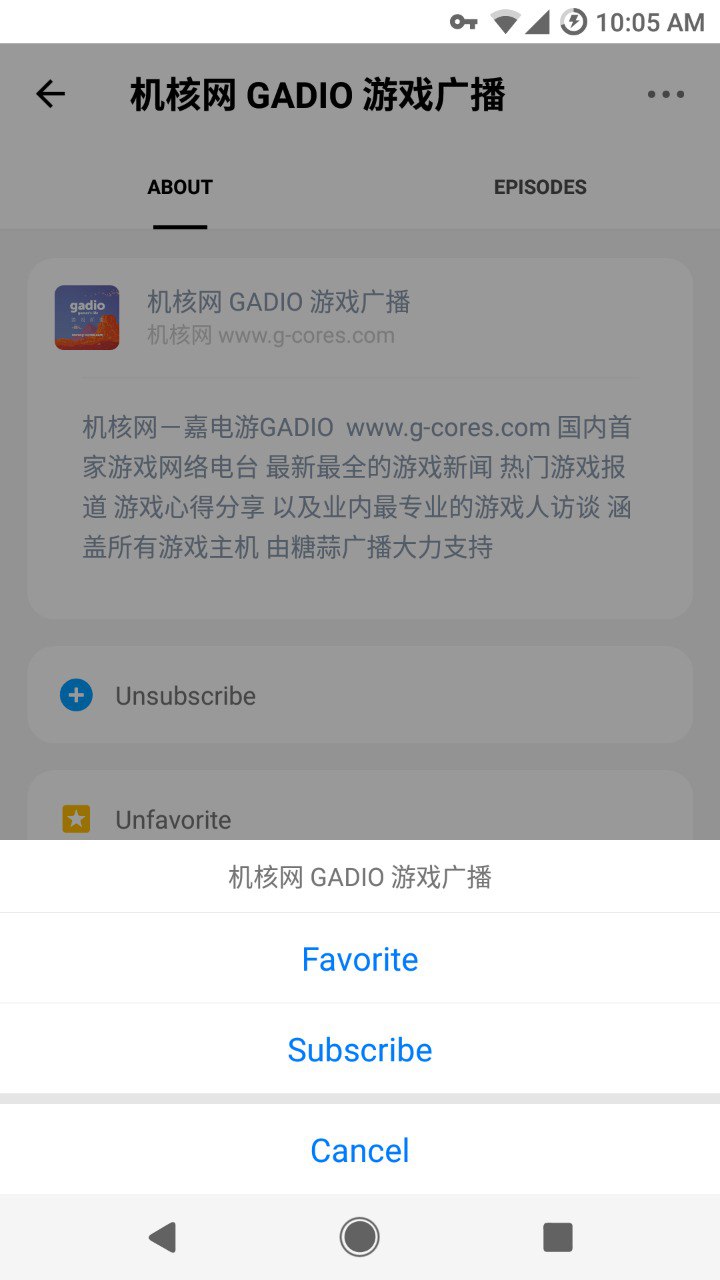 10:05 AM
机核网 GADIO 游戏广播
ABOUT
EPISODES
gadio
机核网 GADIO 游戏广播
机核网 www.g-cores.com
机核网－嘉电游GADIO  www.g-cores.com 国内首
家游戏网络电台 最新最全的游戏新闻 热门游戏报
道 游戏心得分享 以及业内最专业的游戏人访谈 涵
盖所有游戏主机 由糖蒜广播大力支持
Unsubscribe
Unfavorite
机核网 GADIO 游戏广播
Favorite
Subscribe
Cancel